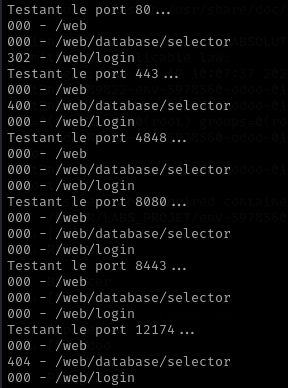 Testant le port 80...
000 - /web
000 - /web/database/selector
302 - /web/login
Testant le port 443...
000 - /web
400 - /web/database/selector
000 - /web/login
Testant le port 4848...
000 - /web
000 - /web/database/selector
000 - /web/login
Testant le port 8080...
000 - /web
000 - /web/database/selector
000 - /web/login
Testant le port 8443...
000 - /web
000 - /web/database/selector
000 - /web/login
Testant le port 12174...
000 - /web
404 - /web/database/selector
000 - /web/login